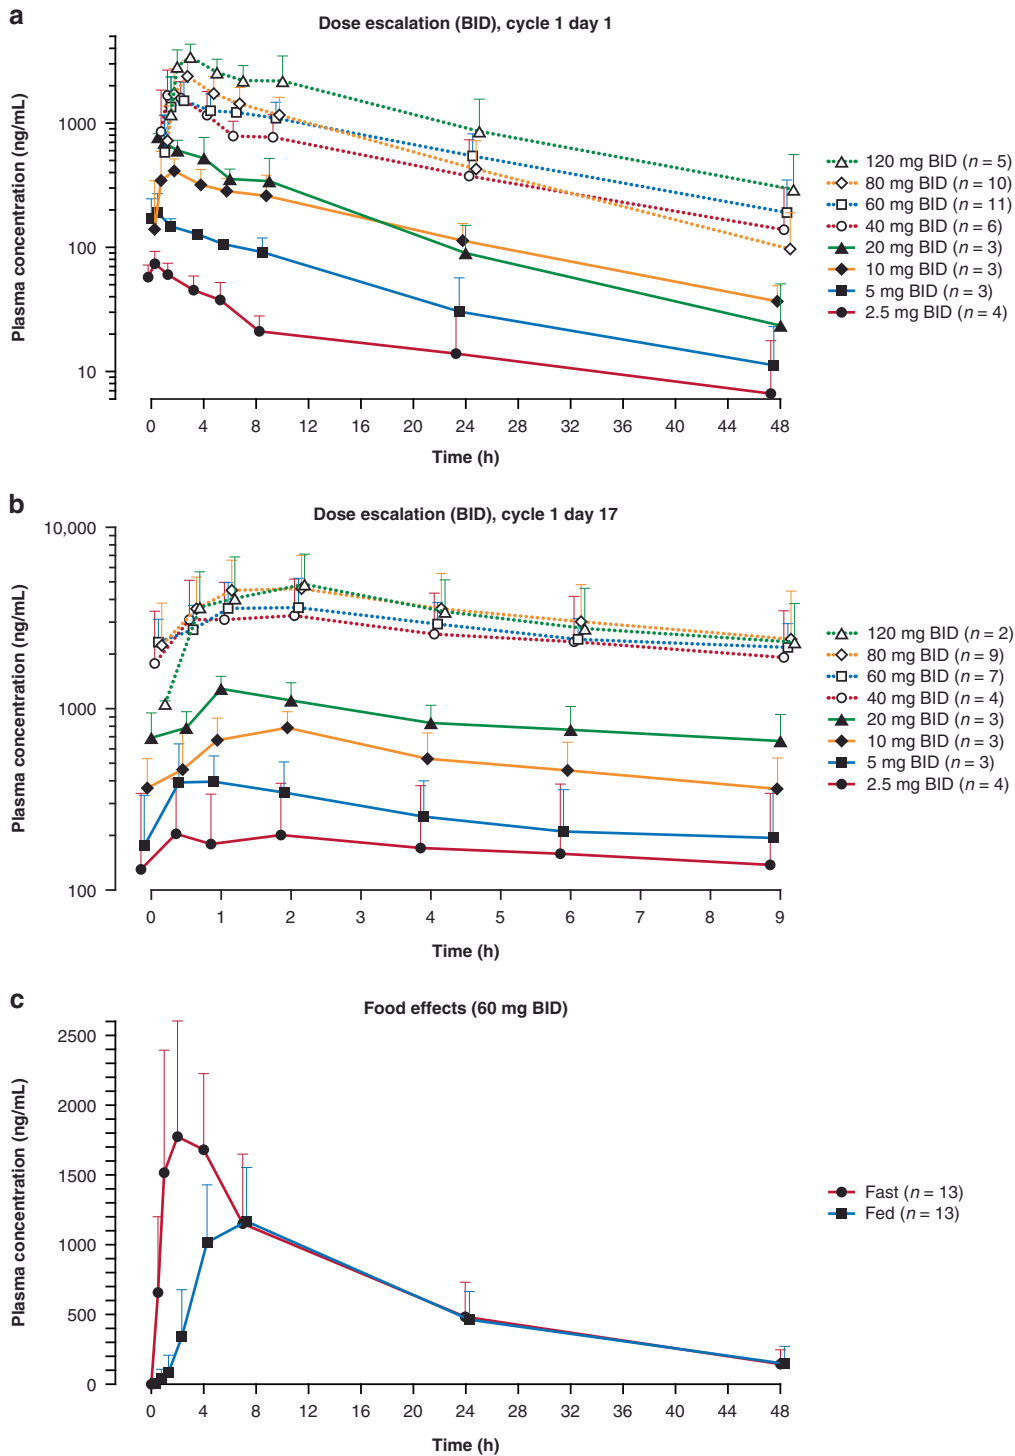 a
Dose escalation (BID), cycle 1 day 1
Plasma concentration (ng/mL)
1000
100
10
0 4 8 12 16 20 24 28 32 36 40 44 48
Time (h)
120 mg BID (n = 5)
80 mg BID (n = 10)
60 mg BID (n = 11)
40 mg BID (n = 6)
20 mg BID (n = 3)
10 mg BID (n = 3)
5 mg BID (n = 3)
2.5 mg BID (n = 4)
b
Dose escalation (BID), cycle 1 day 17
Plasma concentration (ng/mL)
10,000
1000
100
0 1 2 4 5 6 7 8 9
Time (h)
120 mg BID (n = 2)
80 mg BID (n = 9)
60 mg BID (n = 7)
40 mg BID (n = 4)
20 mg BID (n = 3)
10 mg BID (n = 3)
5 mg BID (n = 3)
2.5 mg BID (n = 4)
c
Food effects (60 mg BID)
Plasma concentration (ng/mL)
2500
2000
1500
1000
500
0
0 4 8 12 16 20 24 28 32 36 40 44 48
Time (h)
Fast (n = 13)
Fed (n = 13)